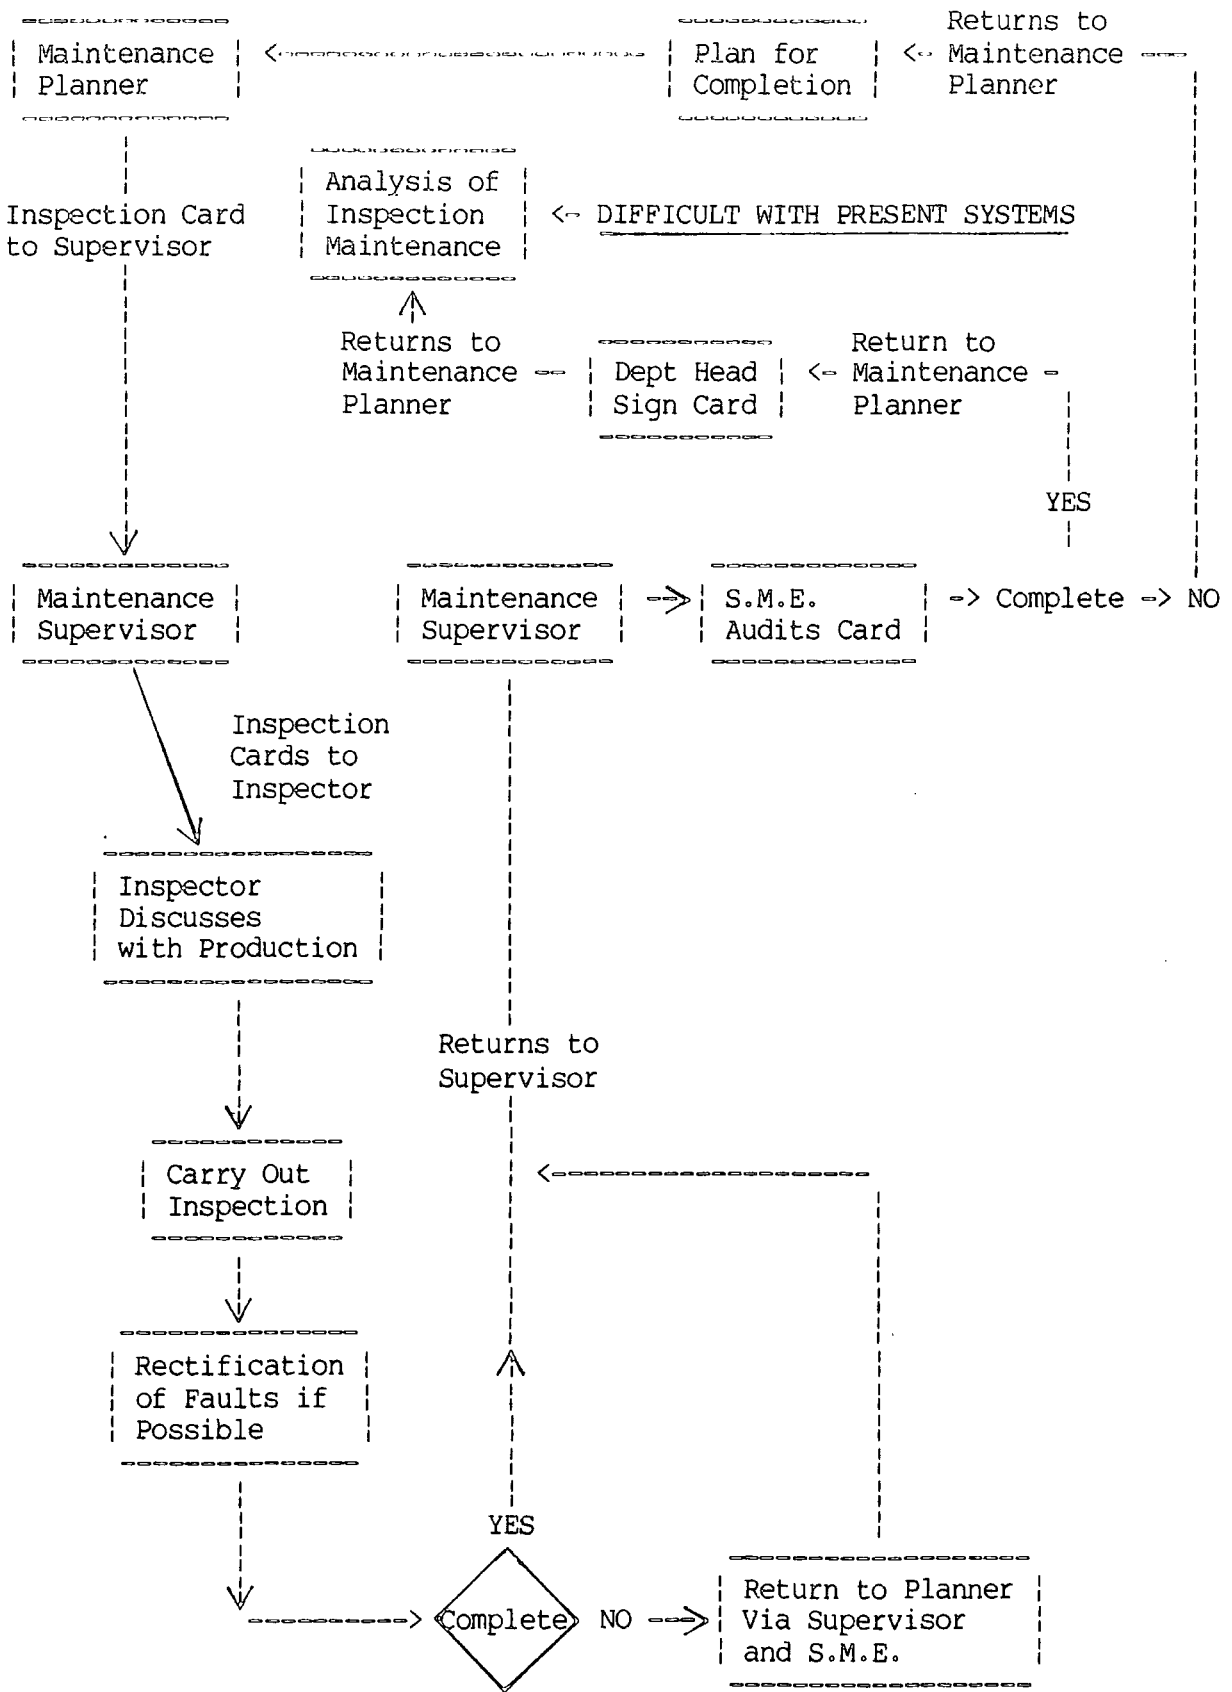 Maintenance
Planner
Plan for
Completion
Returns to
Maintenance
Planner
Inspection Card
to Supervisor
Analysis of
Inspection
Maintenance
<- DIFFICULT WITH PRESENT SYSTEMS
Returns to
Maintenance
Planner
Dept Head
Sign Card
Return to
Maintenance
Planner
YES
Maintenance
Supervisor
Maintenance
Supervisor
S.M.E.
Audits Card
-> Complete -> NO
Inspection
Cards to
Inspector
Inspector
Discusses
with Production
Returns to
Supervisor
Carry Out
Inspection
Rectification
of Faults if
Possible
YES
Complete
NO
Return to Planner
Via Supervisor
and S.M.E.